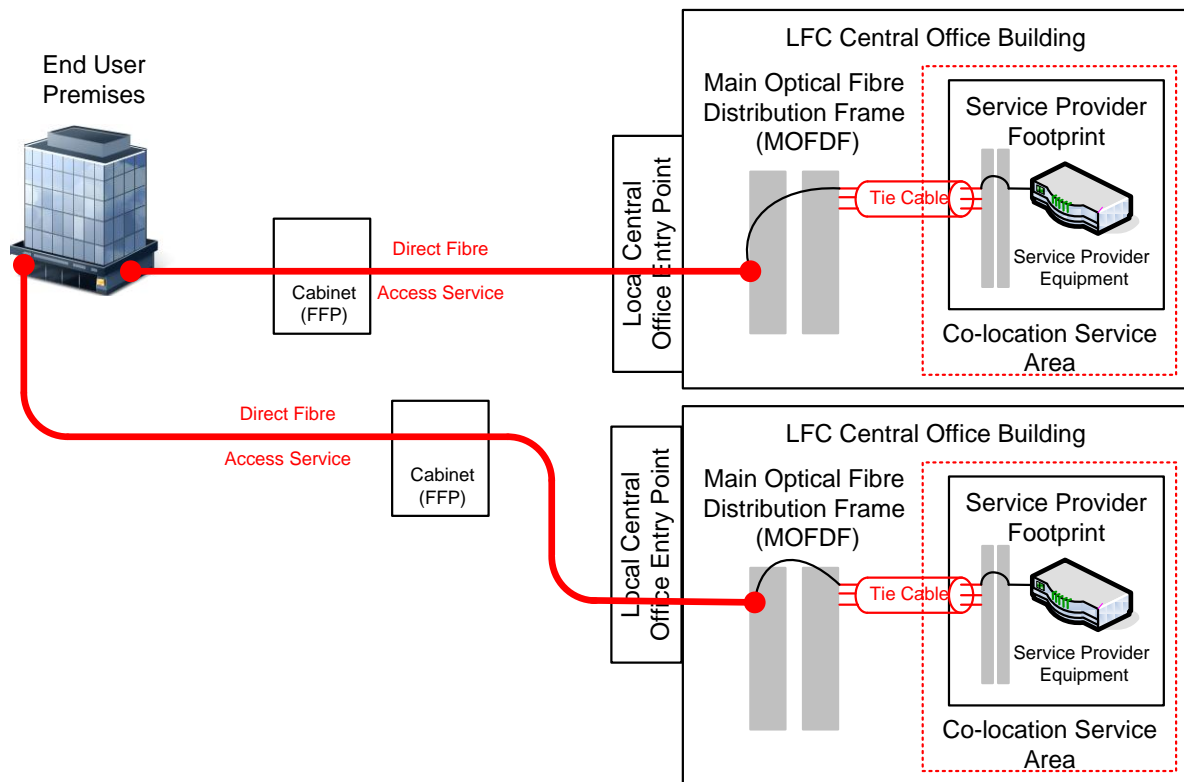 End User
Premises
Cabinet
(FFP)
Direct Fibre
Access Service
Local Central
Office Entry Point
LFC Central Office Building
Main Optical Fibre
Distribution Frame
(MOFDF)
Tie Cable
Service Provider
Footprint
Service Provider
Equipment
Co-location Service
Area
Direct Fibre
Access Service
Cabinet
(FFP)
Local Central
Office Entry Point
LFC Central Office Building
Main Optical Fibre
Distribution Frame
(MOFDF)
Tie Cable
Service Provider
Footprint
Service Provider
Equipment
Co-location Service
Area